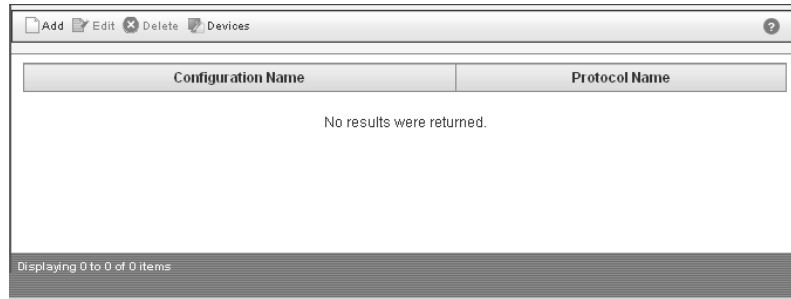 Add Edit Delete Devices ?
Configuration Name Protocol Name
No results were returned.
Displaying 0 to 0 of 0 items